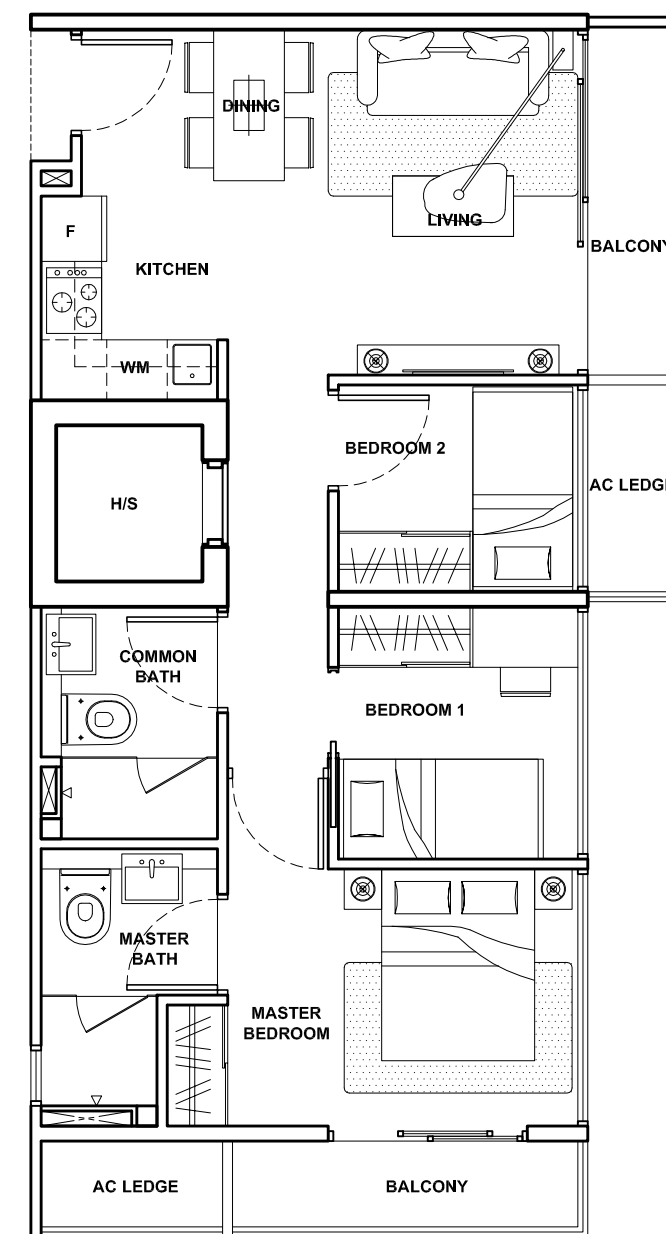 DINING
LIVING
F
KITCHEN
BALCONY
WM
BEDROOM 2
AC LEDGE
H/S
COMMON
BATH
BEDROOM 1
MASTER
BATH
MASTER
BEDROOM
AC LEDGE
BALCONY